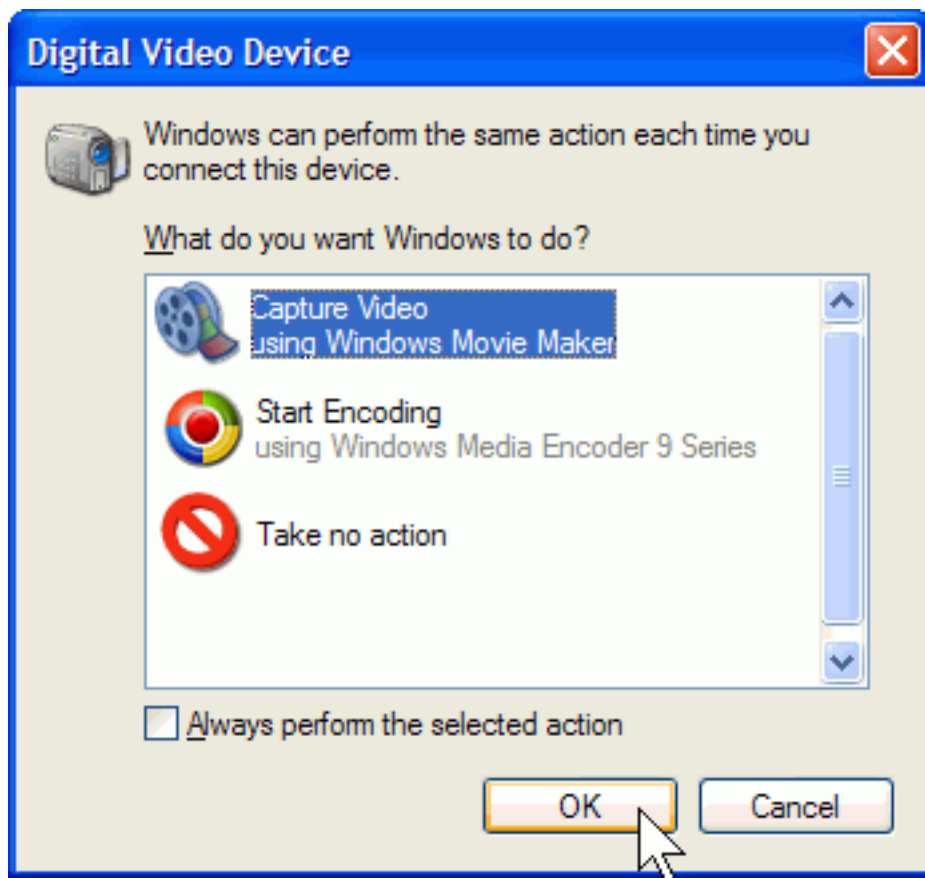 Digital Video Device
Windows can perform the same action each time you
connect this device.
What do you want Windows to do?
Capture Video
using Windows Movie Maker
Start Encoding
using Windows Media Encoder 9 Series
Take no action
Always perform the selected action
OK
Cancel